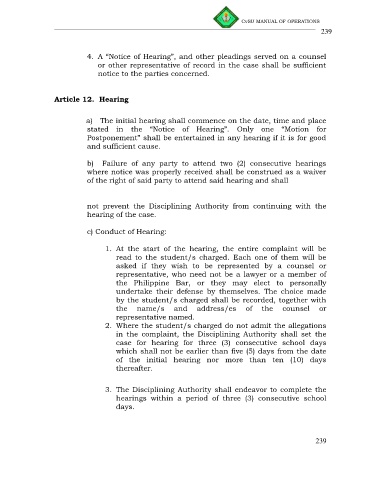 CvSU MANUAL OF OPERATIONS
239
4. A “Notice of Hearing”, and other pleadings served on a counsel
or other representative of record in the case shall be sufficient
notice to the parties concerned.
Article 12. Hearing
a) The initial hearing shall commence on the date, time and place
stated in the “Notice of Hearing”. Only one “Motion for
Postponement” shall be entertained in any hearing if it is for good
and sufficient cause.
b) Failure of any party to attend two (2) consecutive hearings
where notice was properly received shall be construed as a waiver
of the right of said party to attend said hearing and shall
not prevent the Disciplining Authority from continuing with the
hearing of the case.
c) Conduct of Hearing:
1. At the start of the hearing, the entire complaint will be
read to the student/s charged. Each one of them will be
asked if they wish to be represented by a counsel or
representative, who need not be a lawyer or a member of
the Philippine Bar, or they may elect to personally
undertake their defense by themselves. The choice made
by the student/s charged shall be recorded, together with
the name/s and address/es of the counsel or
representative named.
2. Where the student/s charged do not admit the allegations
in the complaint, the Disciplining Authority shall set the
case for hearing for three (3) consecutive school days
which shall not be earlier than five (5) days from the date
of the initial hearing nor more than ten (10) days
thereafter.
3. The Disciplining Authority shall endeavor to complete the
hearings within a period of three (3) consecutive school
days.
239